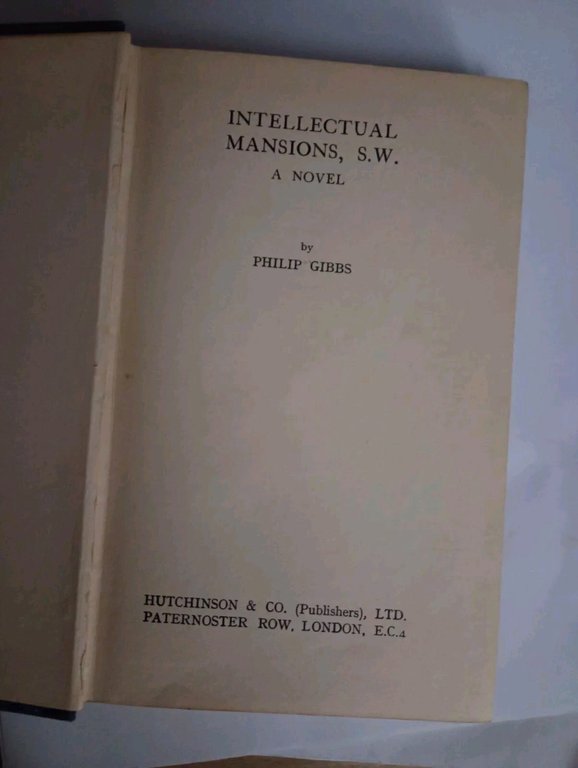 INTELLECTUAL
MANSIONS, S.W.
A NOVEL
by
PHILIP GIBBS
HUTCHINSON & CO. (Publishers), LTD.
PATERNOSTER ROW, LONDON, E.C.4